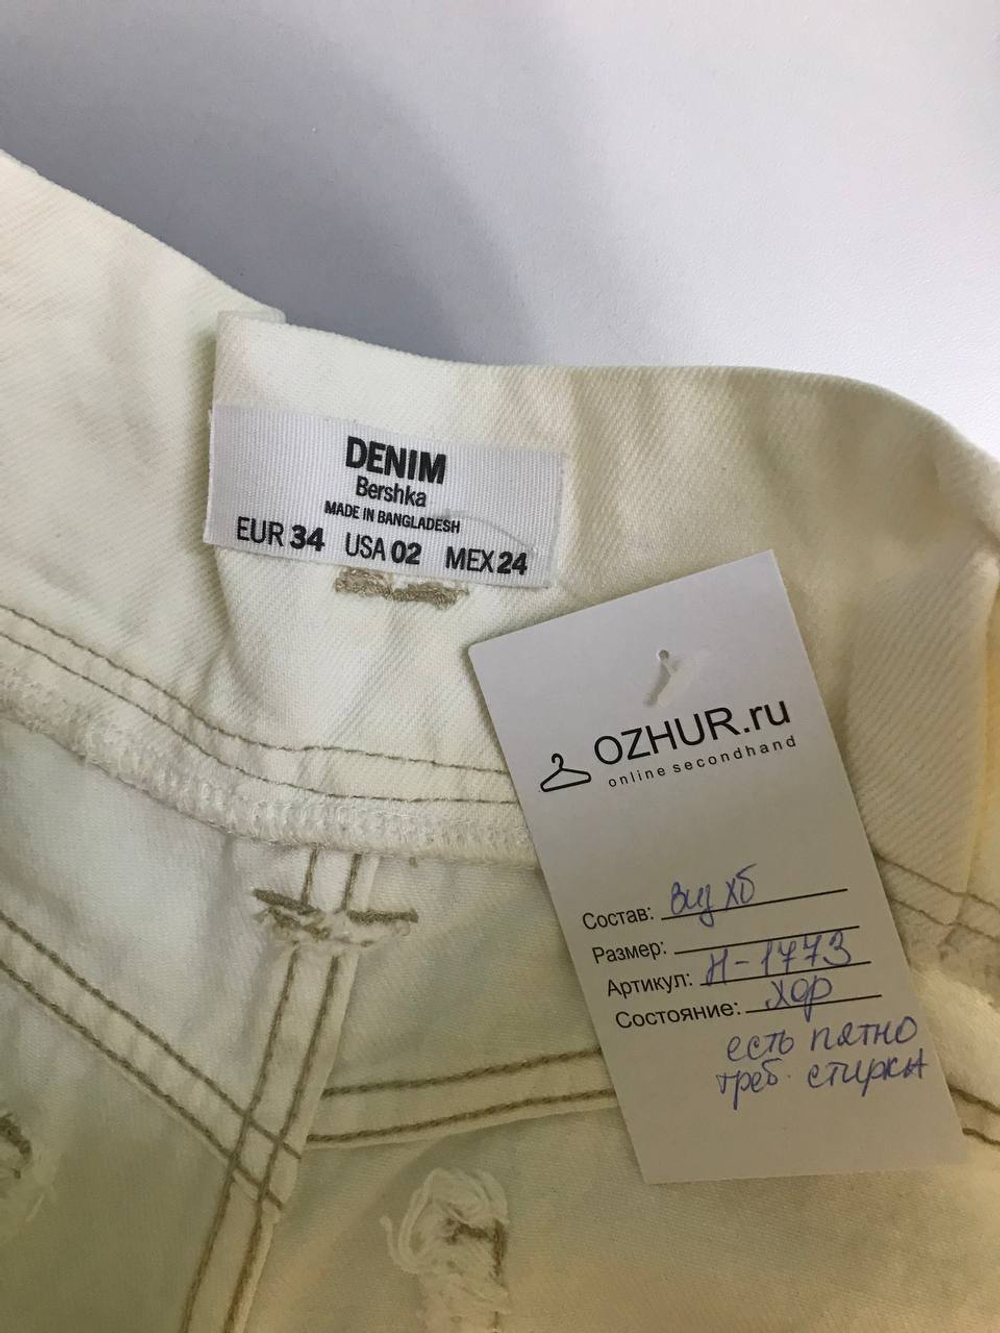 DENIM
Bershka
MADE IN BANGLADESH
EUR 34 USA 02 MEX 24
OZHUR.ru
online secondhand
Состав: виз хб
Размер:
Артикул: Н-1773
Состояние: хор
есть пятно
треб. стирка